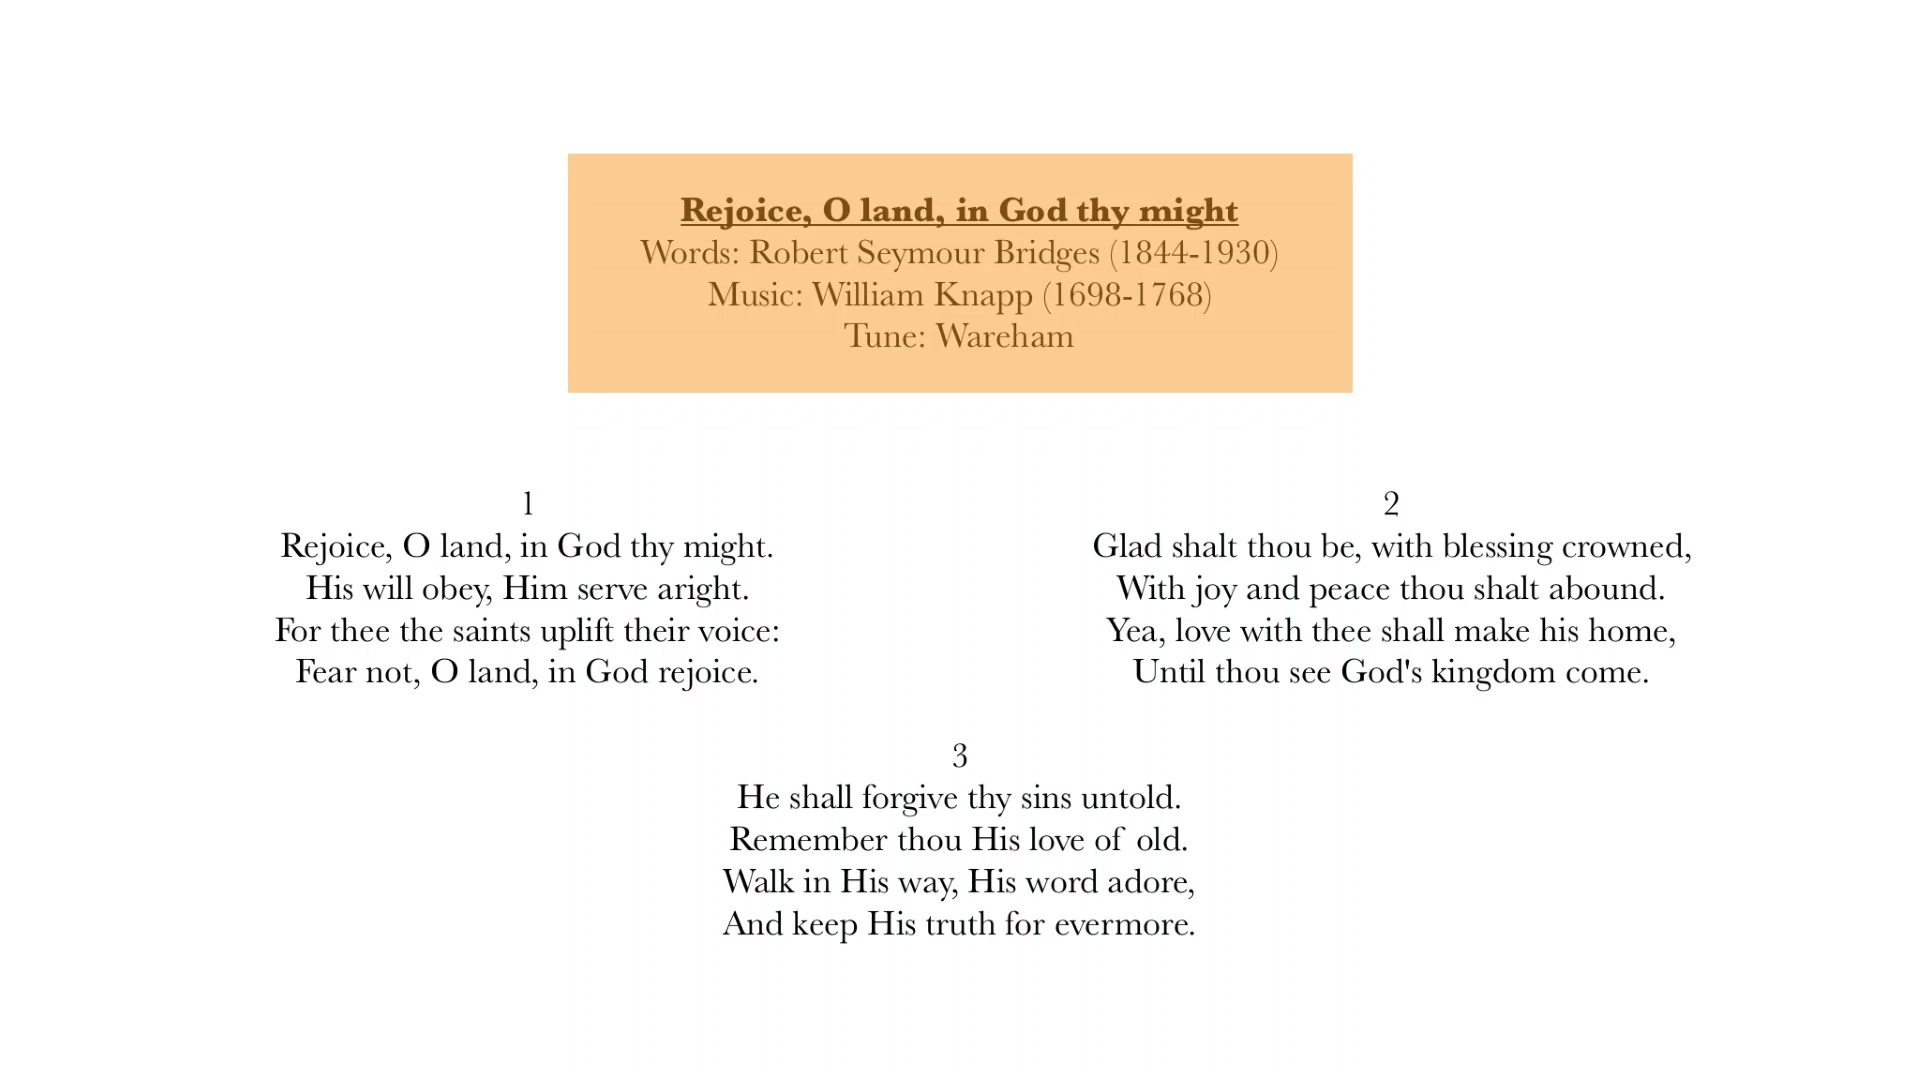 Rejoice, O land, in God thy might
Words: Robert Seymour Bridges (1844-1930)
Music: William Knapp (1698-1768)
Tune: Wareham
1
Rejoice, O land, in God thy might.
His will obey, Him serve aright.
For thee the saints uplift their voice:
Fear not, O land, in God rejoice.
2
Glad shalt thou be, with blessing crowned,
With joy and peace thou shalt abound.
Yea, love with thee shall make his home,
Until thou see God's kingdom come.
3
He shall forgive thy sins untold.
Remember thou His love of old.
Walk in His way, His word adore,
And keep His truth for evermore.